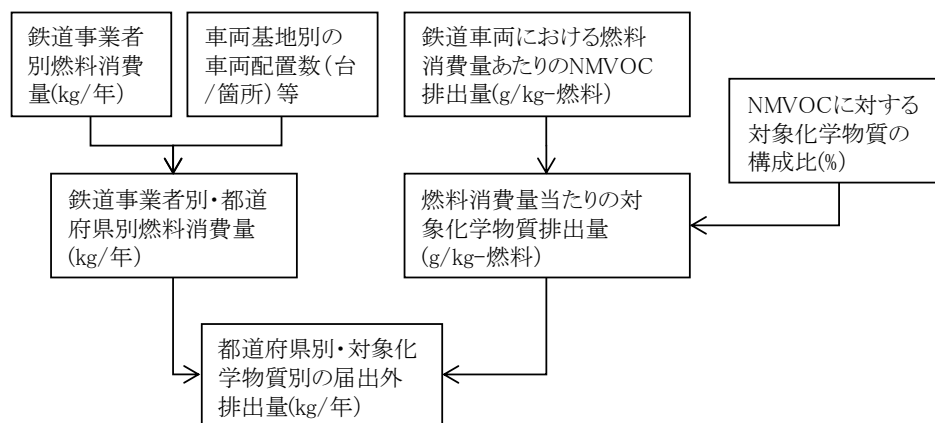 鉄道事業者
別燃料消費
量(kg/年)
車両基地別の
車両配置数(台
/箇所)等
鉄道車両における燃料
消費量あたりのNMVOC
排出量(g/kg-燃料)
NMVOCに対する
対象化学物質の
構成比(%)
鉄道事業者別・都道
府県別燃料消費量
(kg/年)
燃料消費量当たりの対
象化学物質排出量
(g/kg-燃料)
都道府県別・対象化
学物質別の届出外
排出量(kg/年)